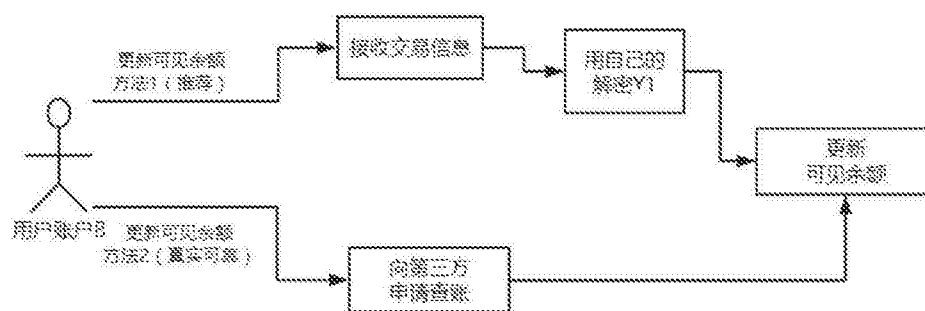 更新可见余额
方法1（推荐）
接收交易信息
用自己的
解密Y1
更新
可见余额
用户账户B
更新可见余额
方法2（真实可靠）
向第三方
申请查账